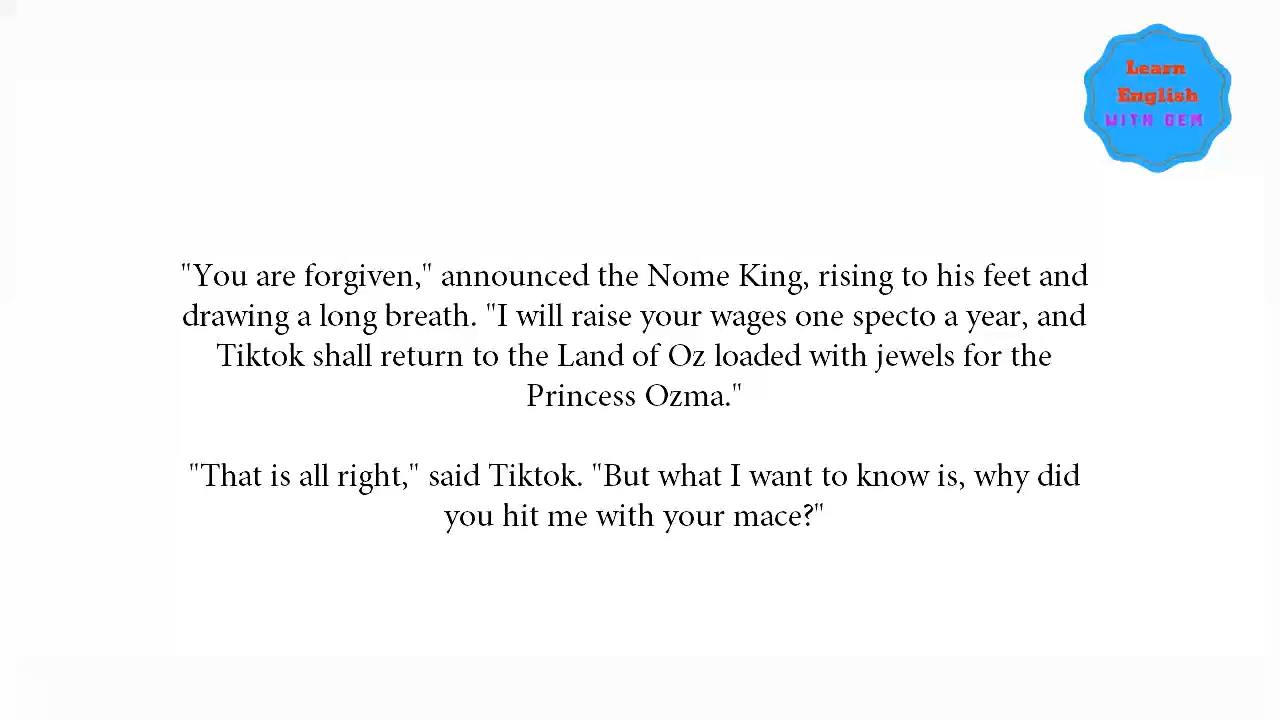 Learn
English
WITH GEM
"You are forgiven," announced the Nome King, rising to his feet and
drawing a long breath. "I will raise your wages one specto a year, and
Tiktok shall return to the Land of Oz loaded with jewels for the
Princess Ozma."
"That is all right," said Tiktok. "But what I want to know is, why did
you hit me with your mace?"